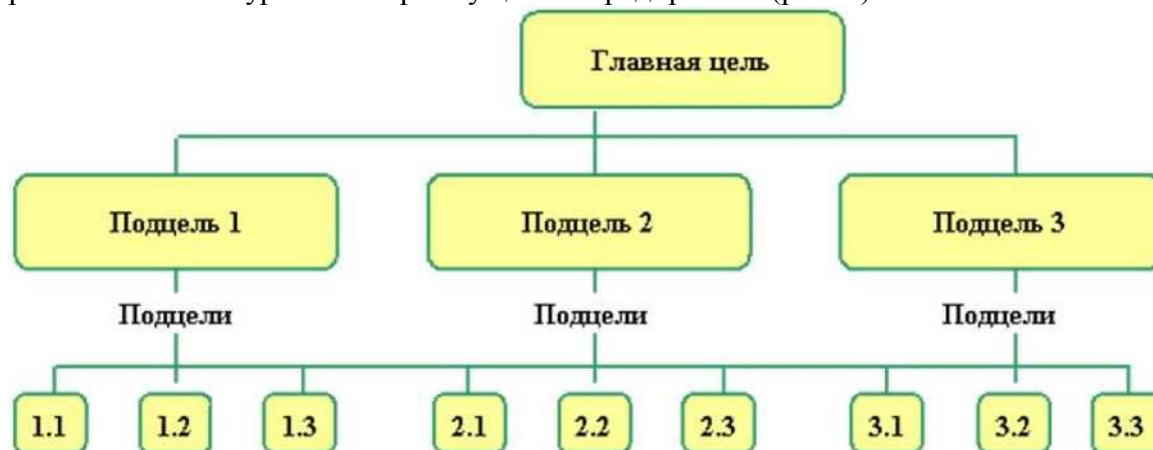 Главная цель
Подцель 1 Подцель 2 Подцель 3
Подцели Подцели Подцели
1.1 1.2 1.3 2.1 2.2 2.3 3.1 3.2 3.3